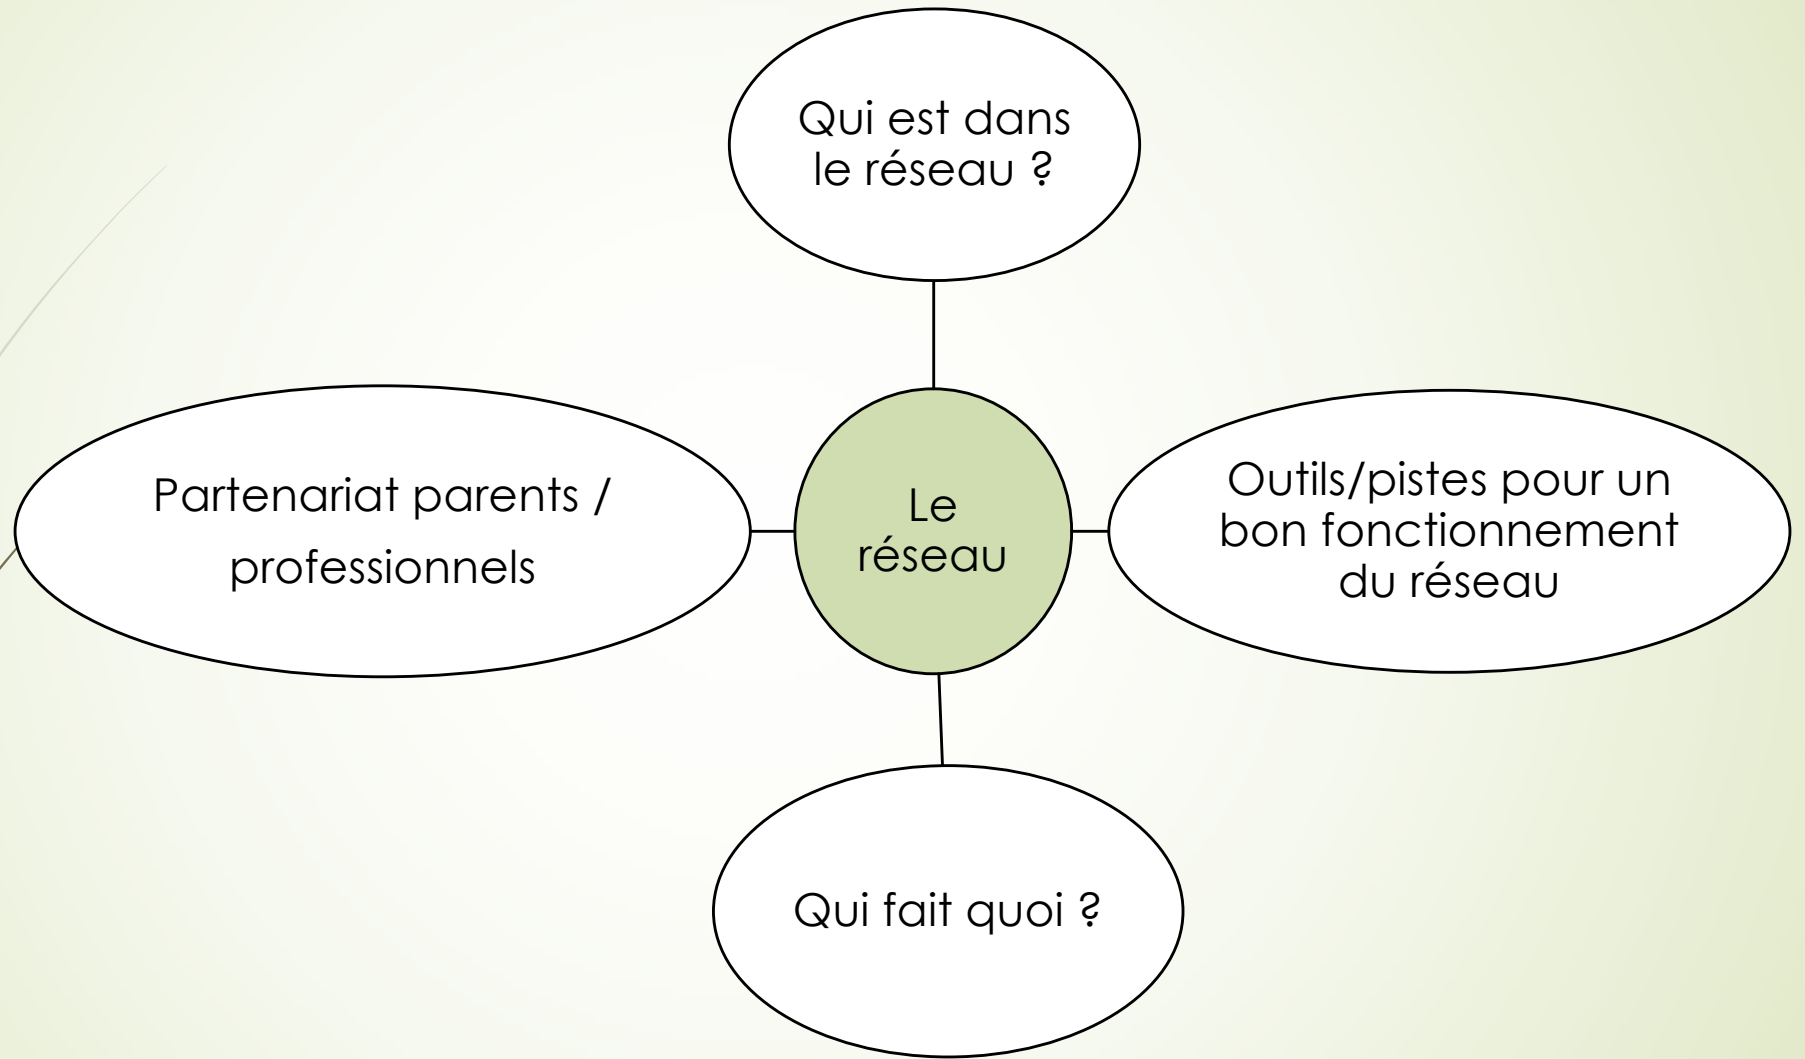 Qui est dans
le réseau ?
Partenariat parents /
professionnels
Le
réseau
Outils/pistes pour un
bon fonctionnement
du réseau
Qui fait quoi ?